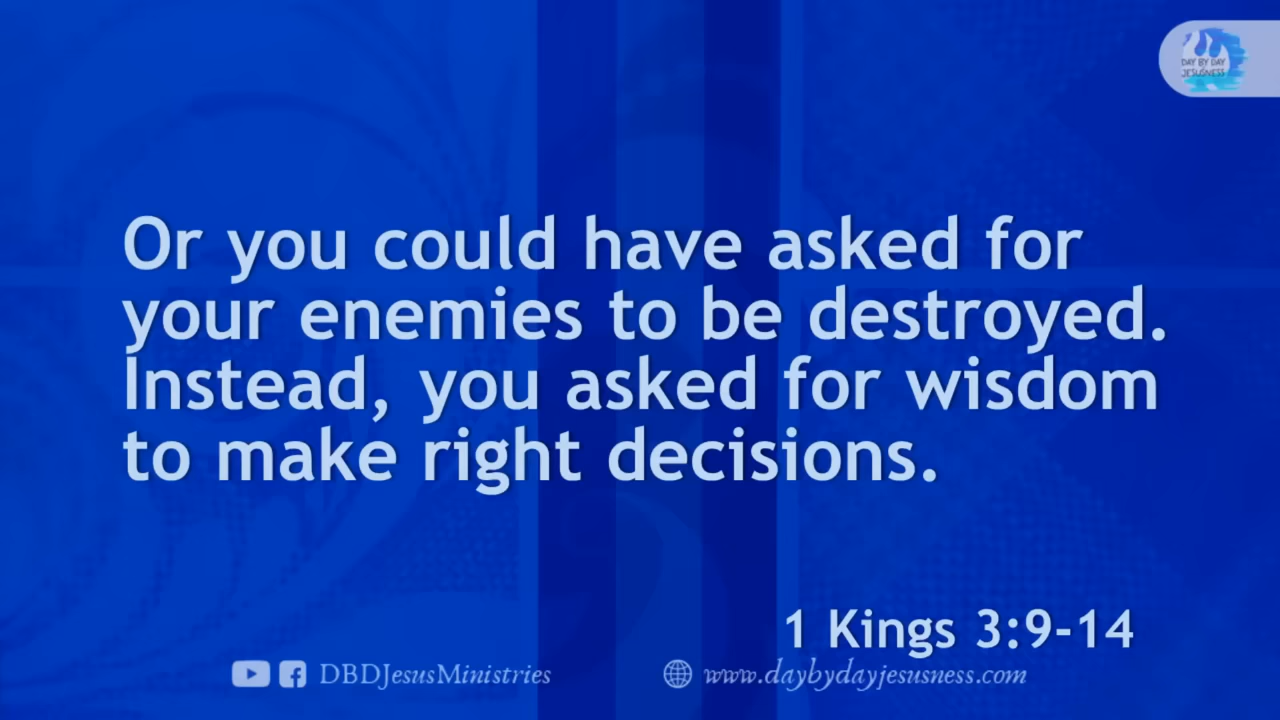 DAY BY DAY
JESUSNESS
Or you could have asked for
your enemies to be destroyed.
Instead, you asked for wisdom
to make right decisions.
1 Kings 3:9-14
DBDJesusMinistries
www.daybydayjesusness.com